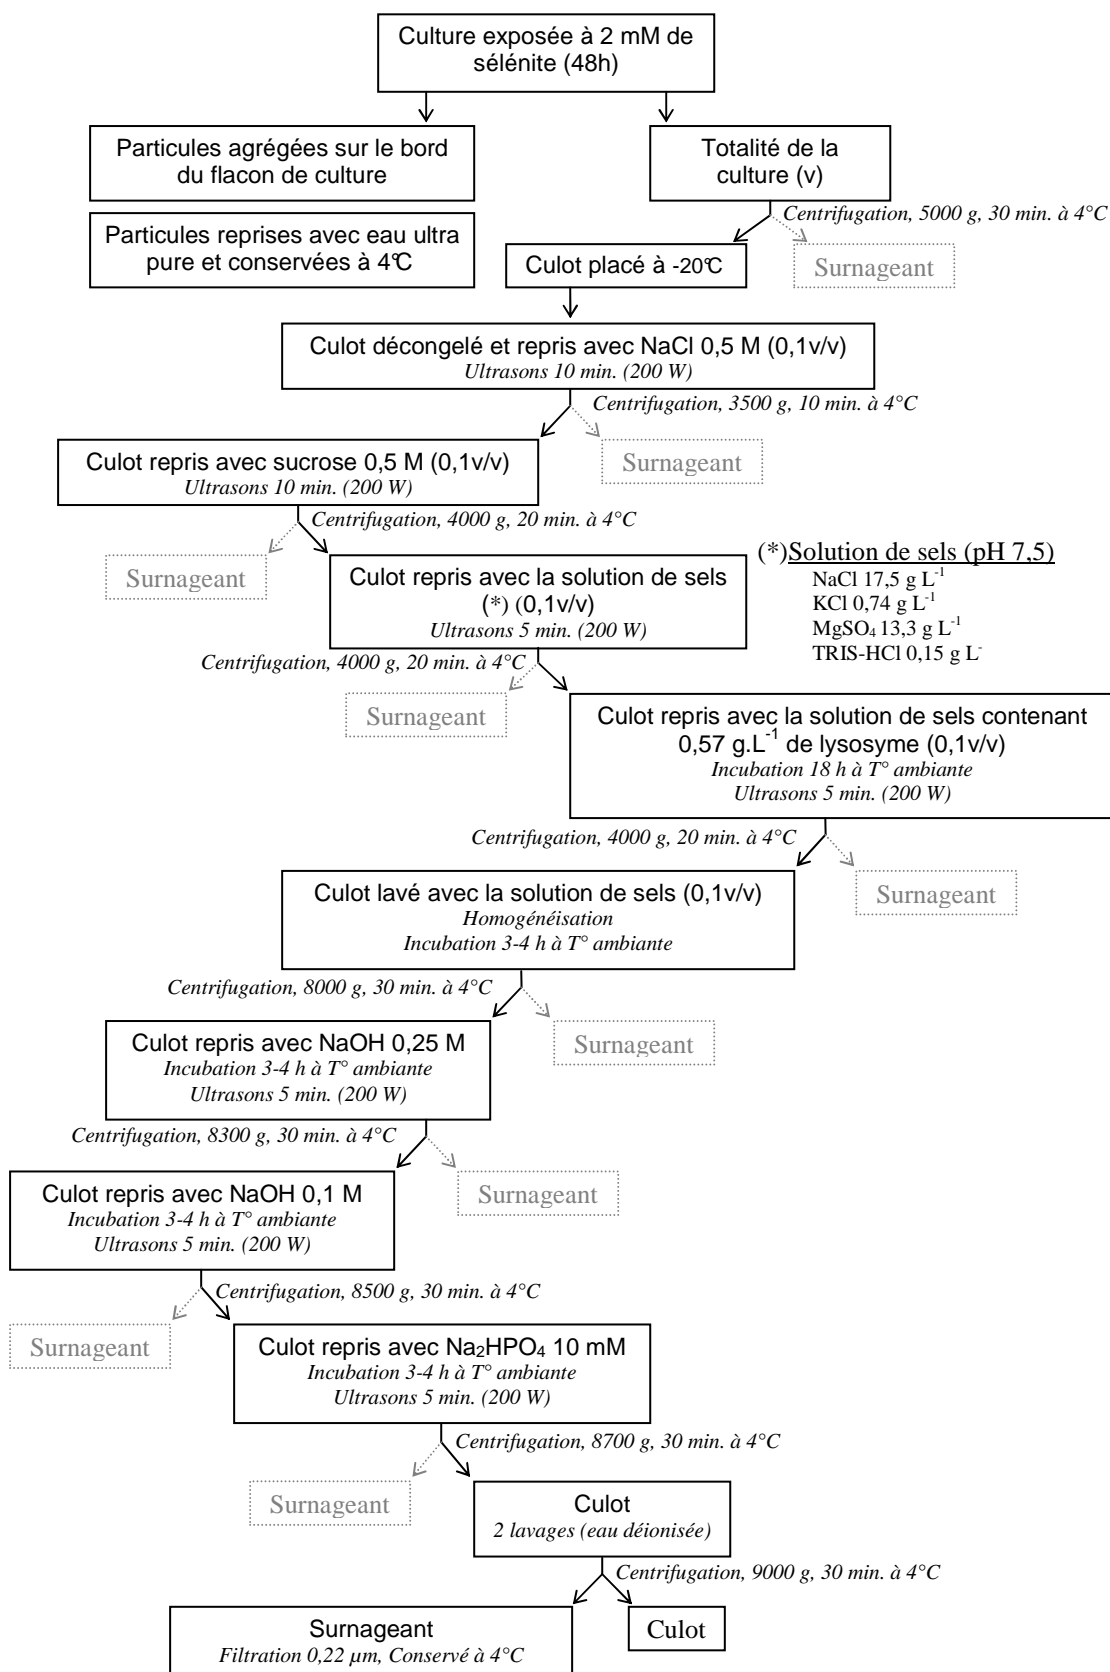 Culture exposée à 2 mM de
sélénite (48h)
Particules agrégées sur le bord
du flacon de culture
Totalité de la
culture (v)
Centrifugation, 5000 g, 30 min. à 4°C
Particules reprises avec eau ultra
pure et conservées à 4°C
Culot placé à -20°C
Surnageant
Culot décongelé et repris avec NaCl 0,5 M (0,1v/v)
Ultrasons 10 min. (200 W)
Centrifugation, 3500 g, 10 min. à 4°C
Culot repris avec sucrose 0,5 M (0,1v/v)
Ultrasons 10 min. (200 W)
Surnageant
Centrifugation, 4000 g, 20 min. à 4°C
Surnageant
Culot repris avec la solution de sels
(*) (0,1v/v)
Ultrasons 5 min. (200 W)
(*)Solution de sels (pH 7,5)
NaCl 17,5 g L-1
KCl 0,74 g L-1
MgSO4 13,3 g L-1
TRIS-HCl 0,15 g L-
Centrifugation, 4000 g, 20 min. à 4°C
Surnageant
Culot repris avec la solution de sels contenant
0,57 g.L-1 de lysosyme (0,1v/v)
Incubation 18 h à T° ambiante
Ultrasons 5 min. (200 W)
Centrifugation, 4000 g, 20 min. à 4°C
Surnageant
Culot lavé avec la solution de sels (0,1v/v)
Homogénéisation
Incubation 3-4 h à T° ambiante
Centrifugation, 8000 g, 30 min. à 4°C
Surnageant
Culot repris avec NaOH 0,25 M
Incubation 3-4 h à T° ambiante
Ultrasons 5 min. (200 W)
Centrifugation, 8300 g, 30 min. à 4°C
Surnageant
Culot repris avec NaOH 0,1 M
Incubation 3-4 h à T° ambiante
Ultrasons 5 min. (200 W)
Centrifugation, 8500 g, 30 min. à 4°C
Surnageant
Culot repris avec Na2HPO4 10 mM
Incubation 3-4 h à T° ambiante
Ultrasons 5 min. (200 W)
Centrifugation, 8700 g, 30 min. à 4°C
Surnageant
Culot
2 lavages (eau déionisée)
Centrifugation, 9000 g, 30 min. à 4°C
Surnageant
Filtration 0,22 µm, Conservé à 4°C
Culot